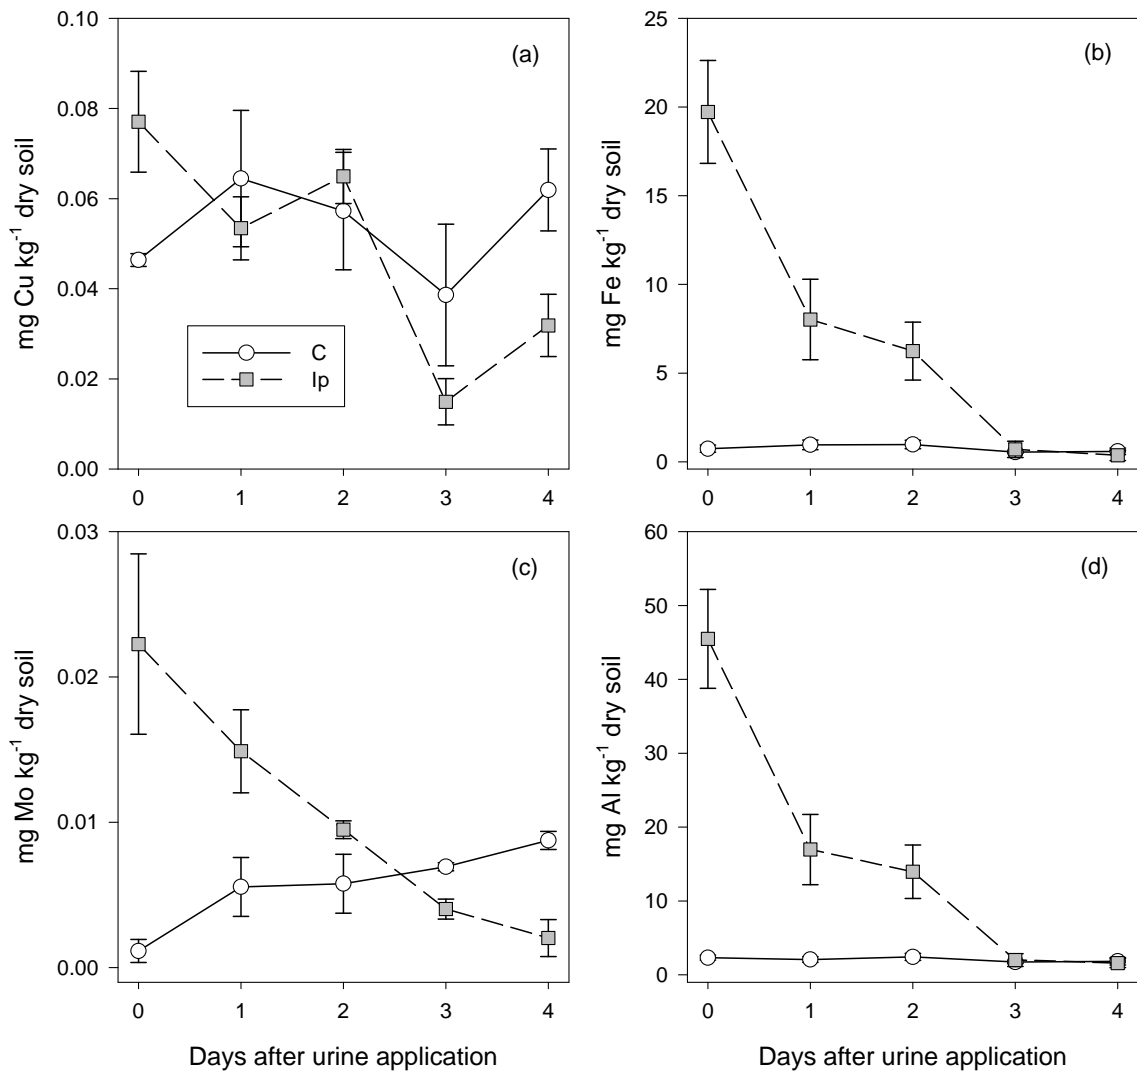 (a)
mg Cu kg⁻¹ dry soil
0.10
0.08
0.06
0.04
0.02
0.00
C
Ip
0 1 2 3 4
(b)
mg Fe kg⁻¹ dry soil
25
20
15
10
5
0
0 1 2 3 4
(c)
mg Mo kg⁻¹ dry soil
0.03
0.02
0.01
0.00
0 1 2 3 4
Days after urine application
(d)
mg Al kg⁻¹ dry soil
60
50
40
30
20
10
0
0 1 2 3 4
Days after urine application